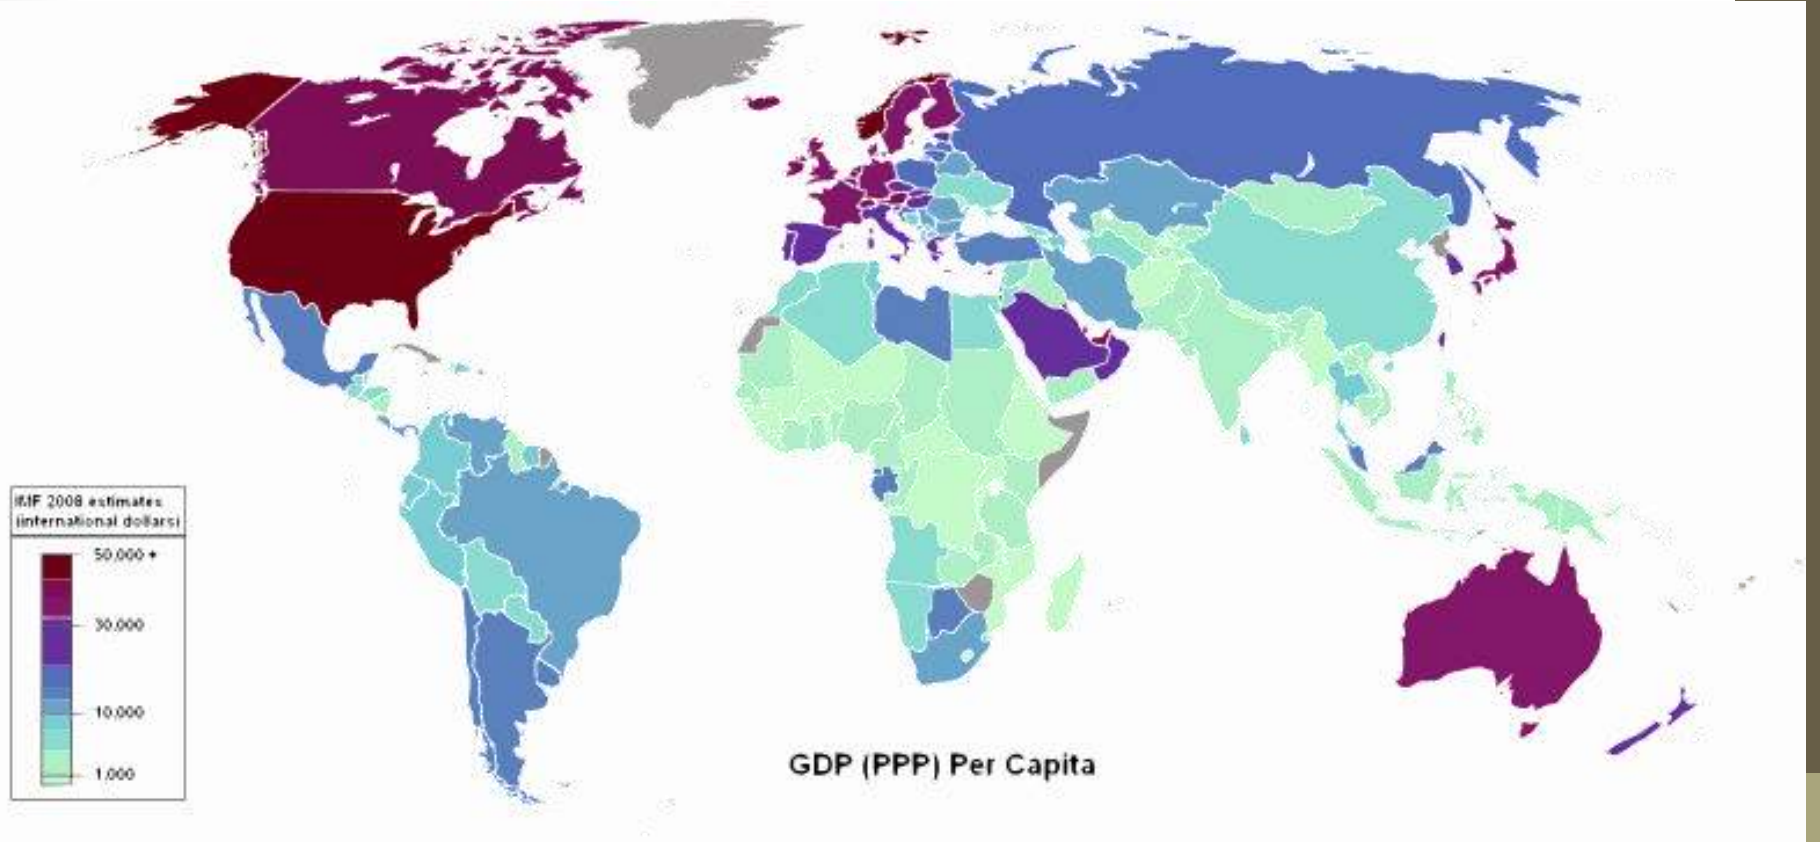 IMF 2008 estimates
(international dollars)
50,000 +
30,000
10,000
1,000
GDP (PPP) Per Capita